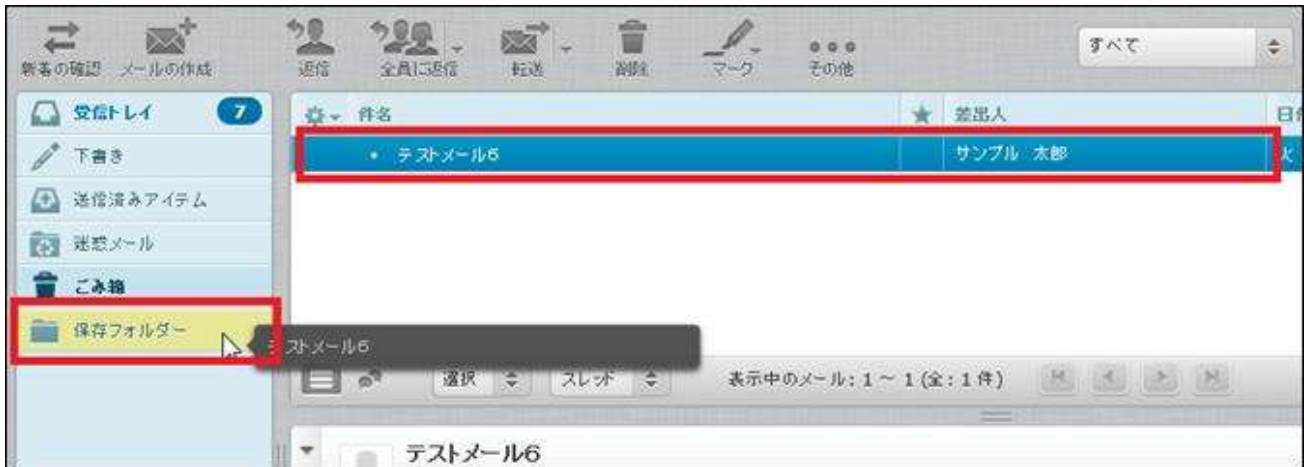 新着の確認 メールの作成 返信 全員に返信 転送 削除 マーク その他 すべて
受信トレイ 7
件名 差出人
下書き
テストメール6 サンプル 太郎 火
送信済みアイテム
迷惑メール
ごみ箱
保存フォルダー
テストメール6
選択 スレッド 表示中のメール: 1 ~ 1 (全: 1 件)
テストメール6